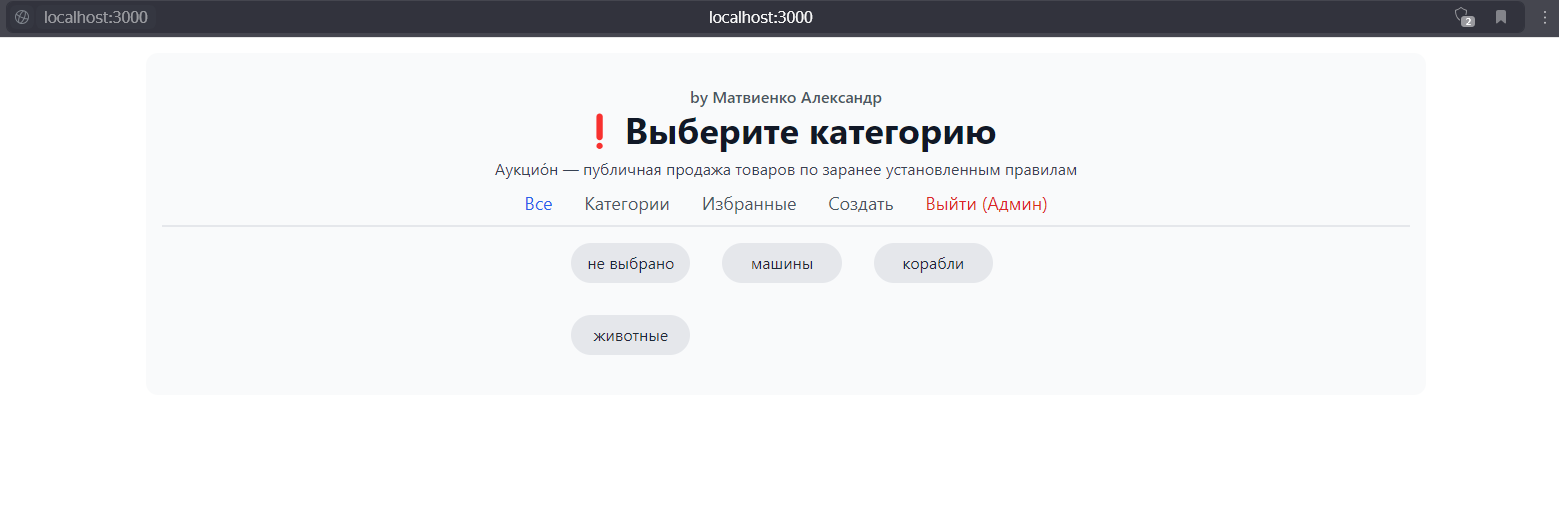 localhost:3000 localhost:3000 2
by Матвиенко Александр
❗ Выберите категорию
Аукцио́н — публичная продажа товаров по заранее установленным правилам
Все Категории Избранные Создать Выйти (Админ)
не выбрано машины корабли
животные